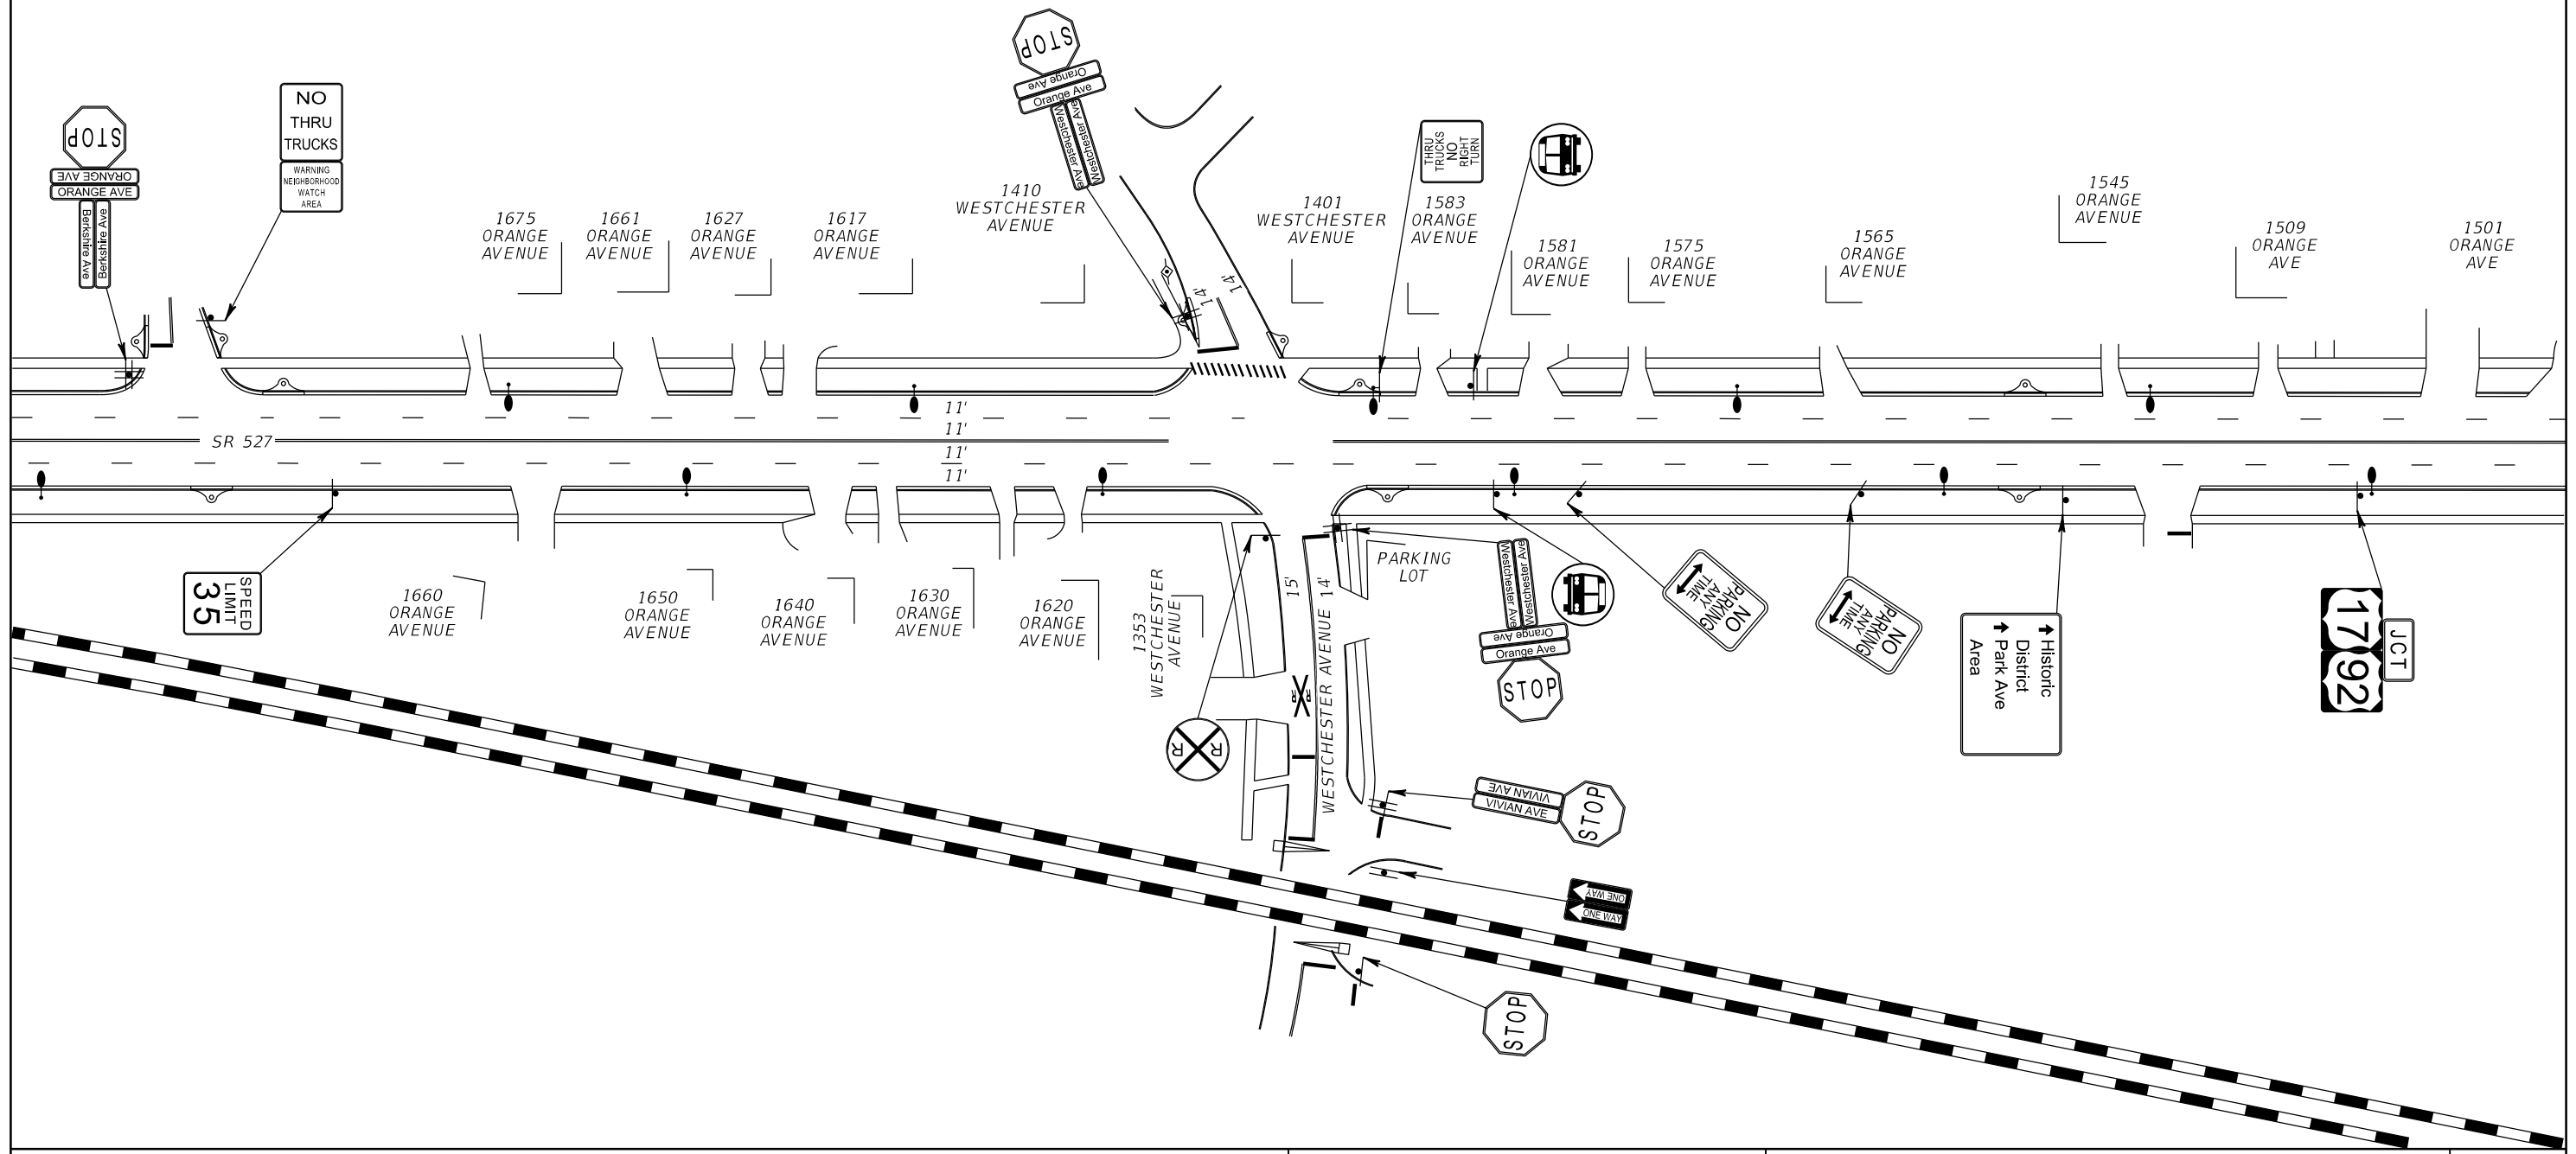 STOP
Orange Ave
Orange Ave
Westchester Ave
Westchester Ave
STOP
ORANGE AVE
ORANGE AVE
Berkshire Ave
Berkshire Ave
NO
THRU
TRUCKS
WARNING
NEIGHBORHOOD
WATCH
AREA
1675
ORANGE
AVENUE
1661
ORANGE
AVENUE
1627
ORANGE
AVENUE
1617
ORANGE
AVENUE
1410
WESTCHESTER
AVENUE
14'
14'
1401
WESTCHESTER
AVENUE
THRU
TRUCKS
NO
RIGHT
TURN
1583
ORANGE
AVENUE
1581
ORANGE
AVENUE
1575
ORANGE
AVENUE
1565
ORANGE
AVENUE
1545
ORANGE
AVENUE
1509
ORANGE
AVE
1501
ORANGE
AVE
11'
11'
11'
11'
SR 527
SPEED
LIMIT
35
1660
ORANGE
AVENUE
1650
ORANGE
AVENUE
1640
ORANGE
AVENUE
1630
ORANGE
AVENUE
1620
ORANGE
AVENUE
1353
WESTCHESTER
AVENUE
15'
WESTCHESTER AVENUE 14'
R R
R R
PARKING
LOT
Westchester Ave
Westchester Ave
Orange Ave
Orange Ave
STOP
NO
PARKING
ANY
TIME
NO
PARKING
ANY
TIME
Historic
District
Park Ave
Area
JCT
17 92
VIVIAN AVE
VIVIAN AVE
STOP
ONE WAY
ONE WAY
STOP